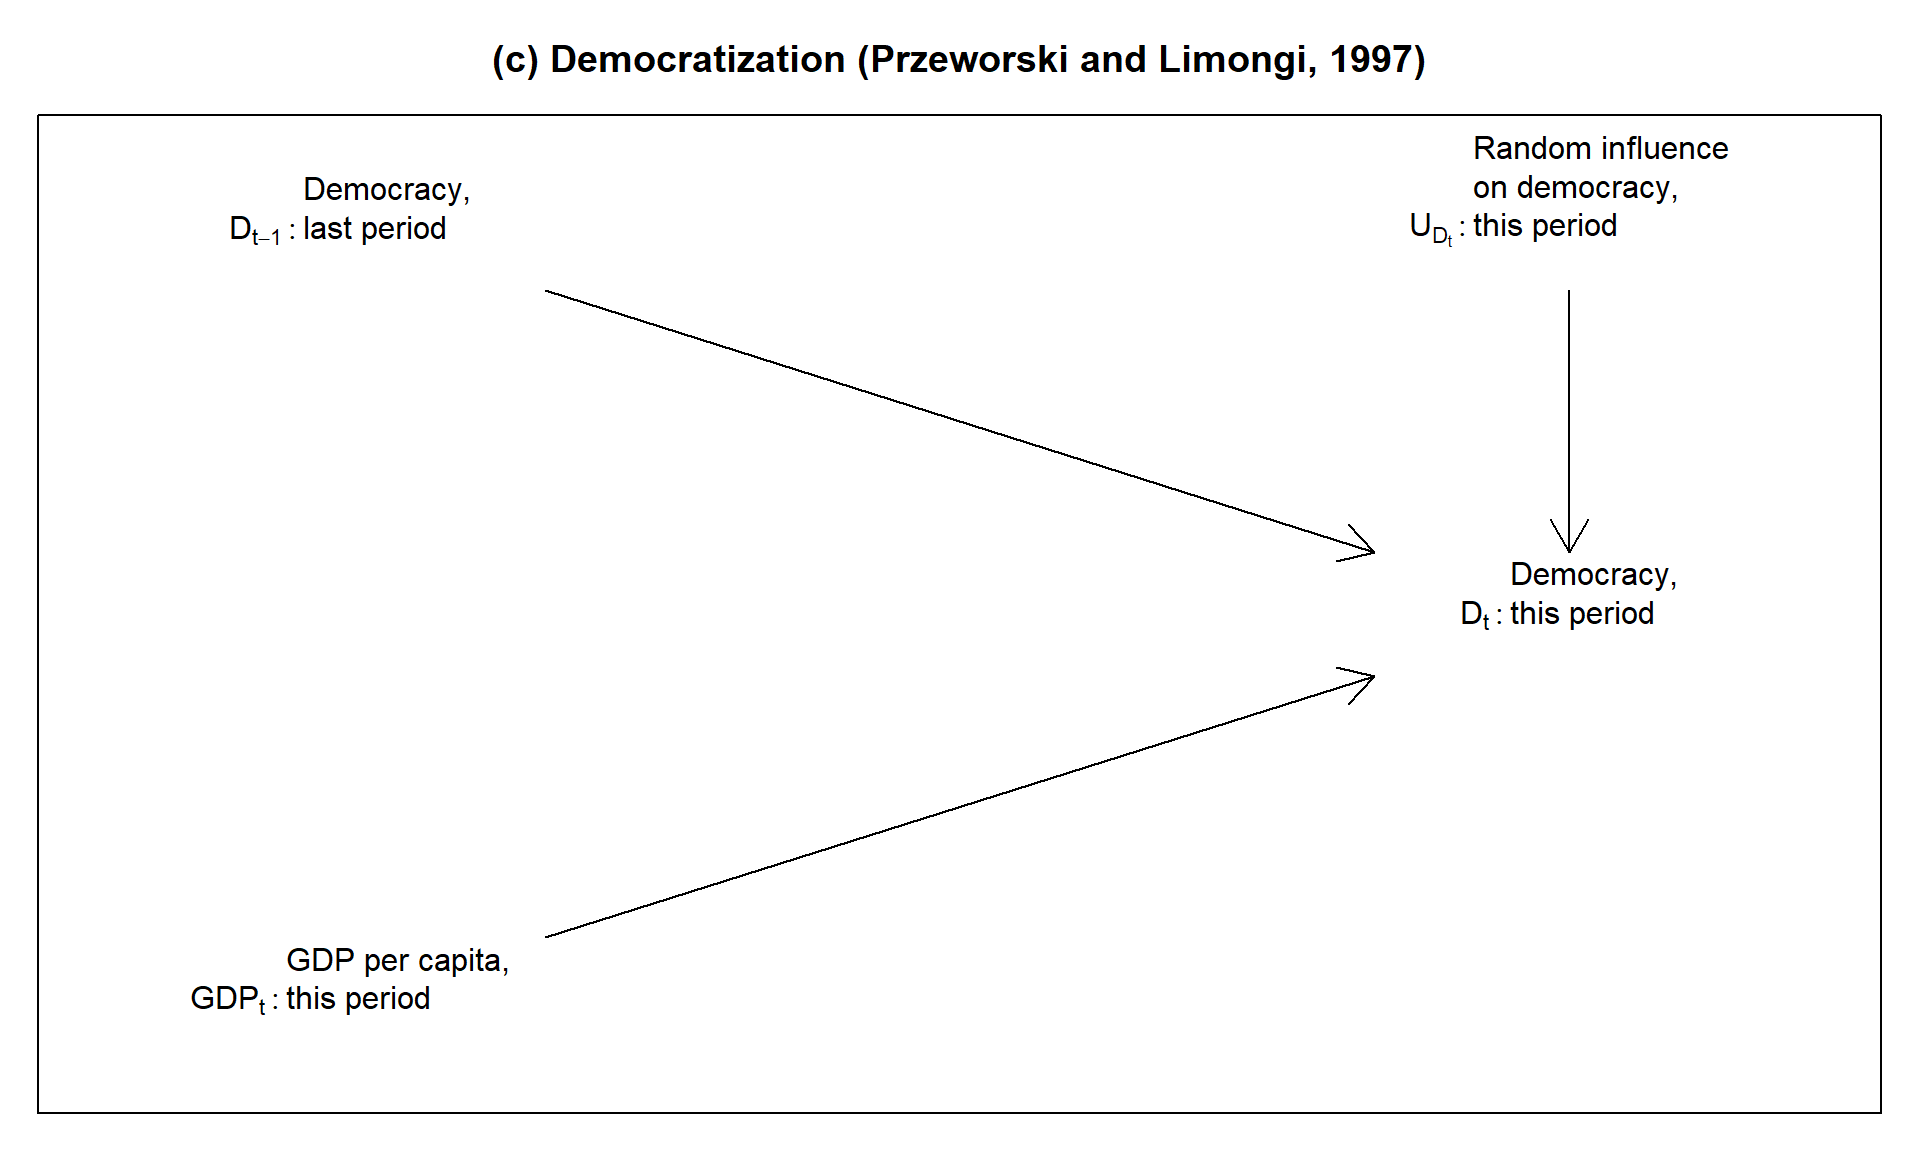 (c) Democratization (Przeworski and Limongi, 1997)
Democracy,
D_{t−1} : last period
Random influence
on democracy,
U_{D_t} : this period
Democracy,
D_t : this period
GDP per capita,
GDP_t : this period